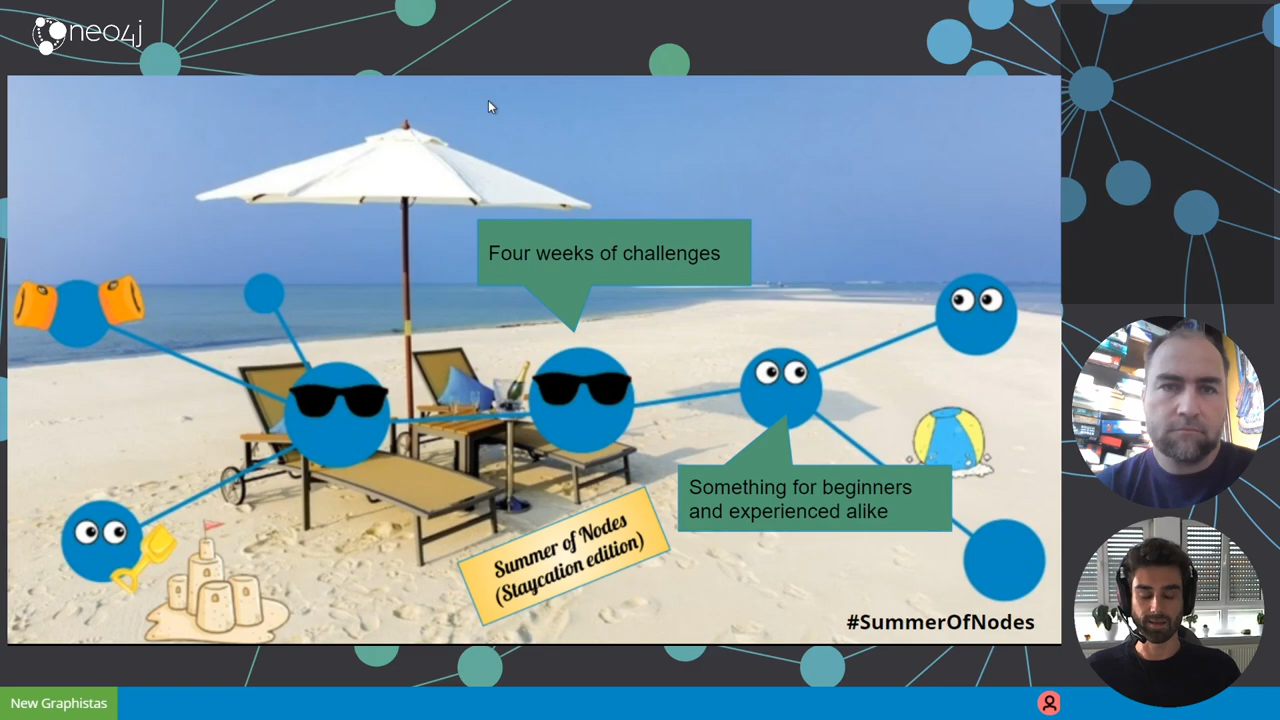 neo4j
Four weeks of challenges
Something for beginners
and experienced alike
Summer of Nodes
(Staycation edition)
#SummerOfNodes
New Graphistas